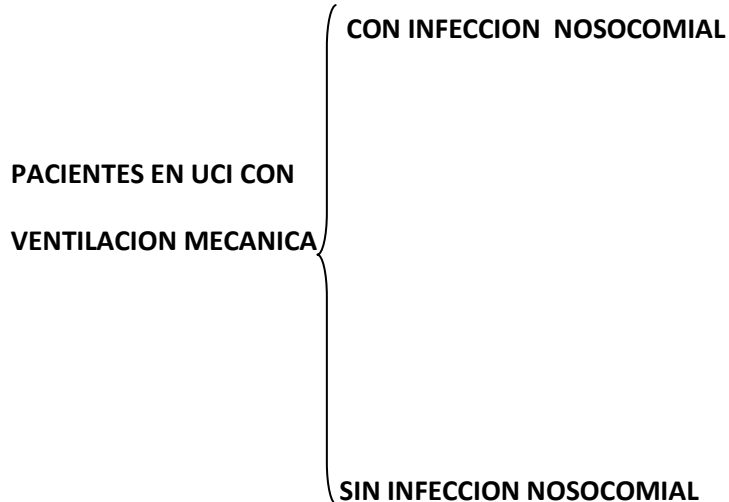 CON INFECCION NOSOCOMIAL
PACIENTES EN UCI CON
VENTILACION MECANICA
SIN INFECCION NOSOCOMIAL